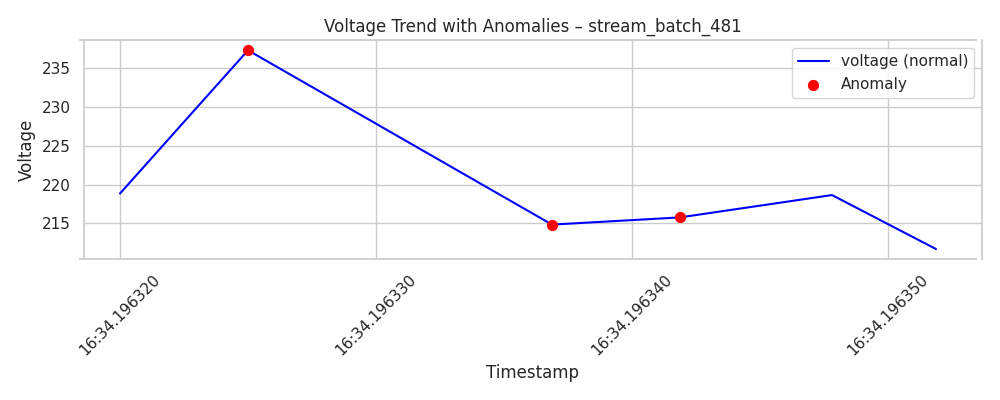 Voltage Trend with Anomalies – stream_batch_481
voltage (normal)
Anomaly
Voltage
235
230
225
220
215
16:34.196320
16:34.196330
16:34.196340
16:34.196350
Timestamp